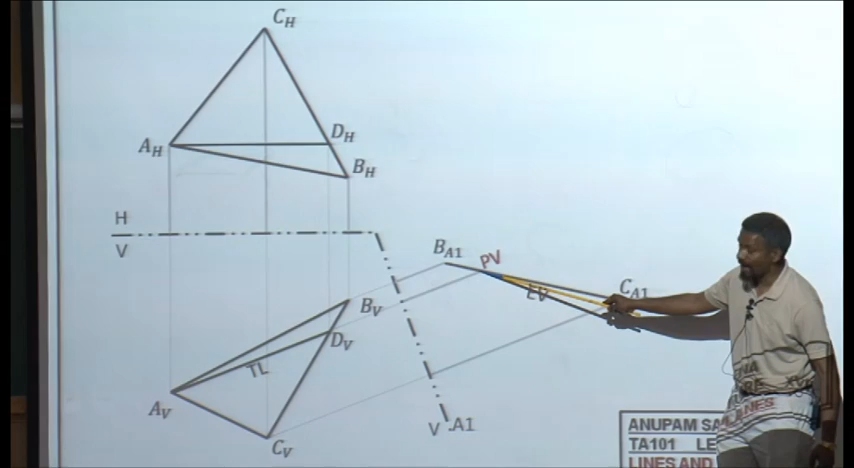 C_H
A_H
D_H
B_H
H
V
B_A1
PV
EV
C_A1
B_V
D_V
TL
A_V
C_V
V
A1
ANUPAM SA
TA101 LE
LINES AND